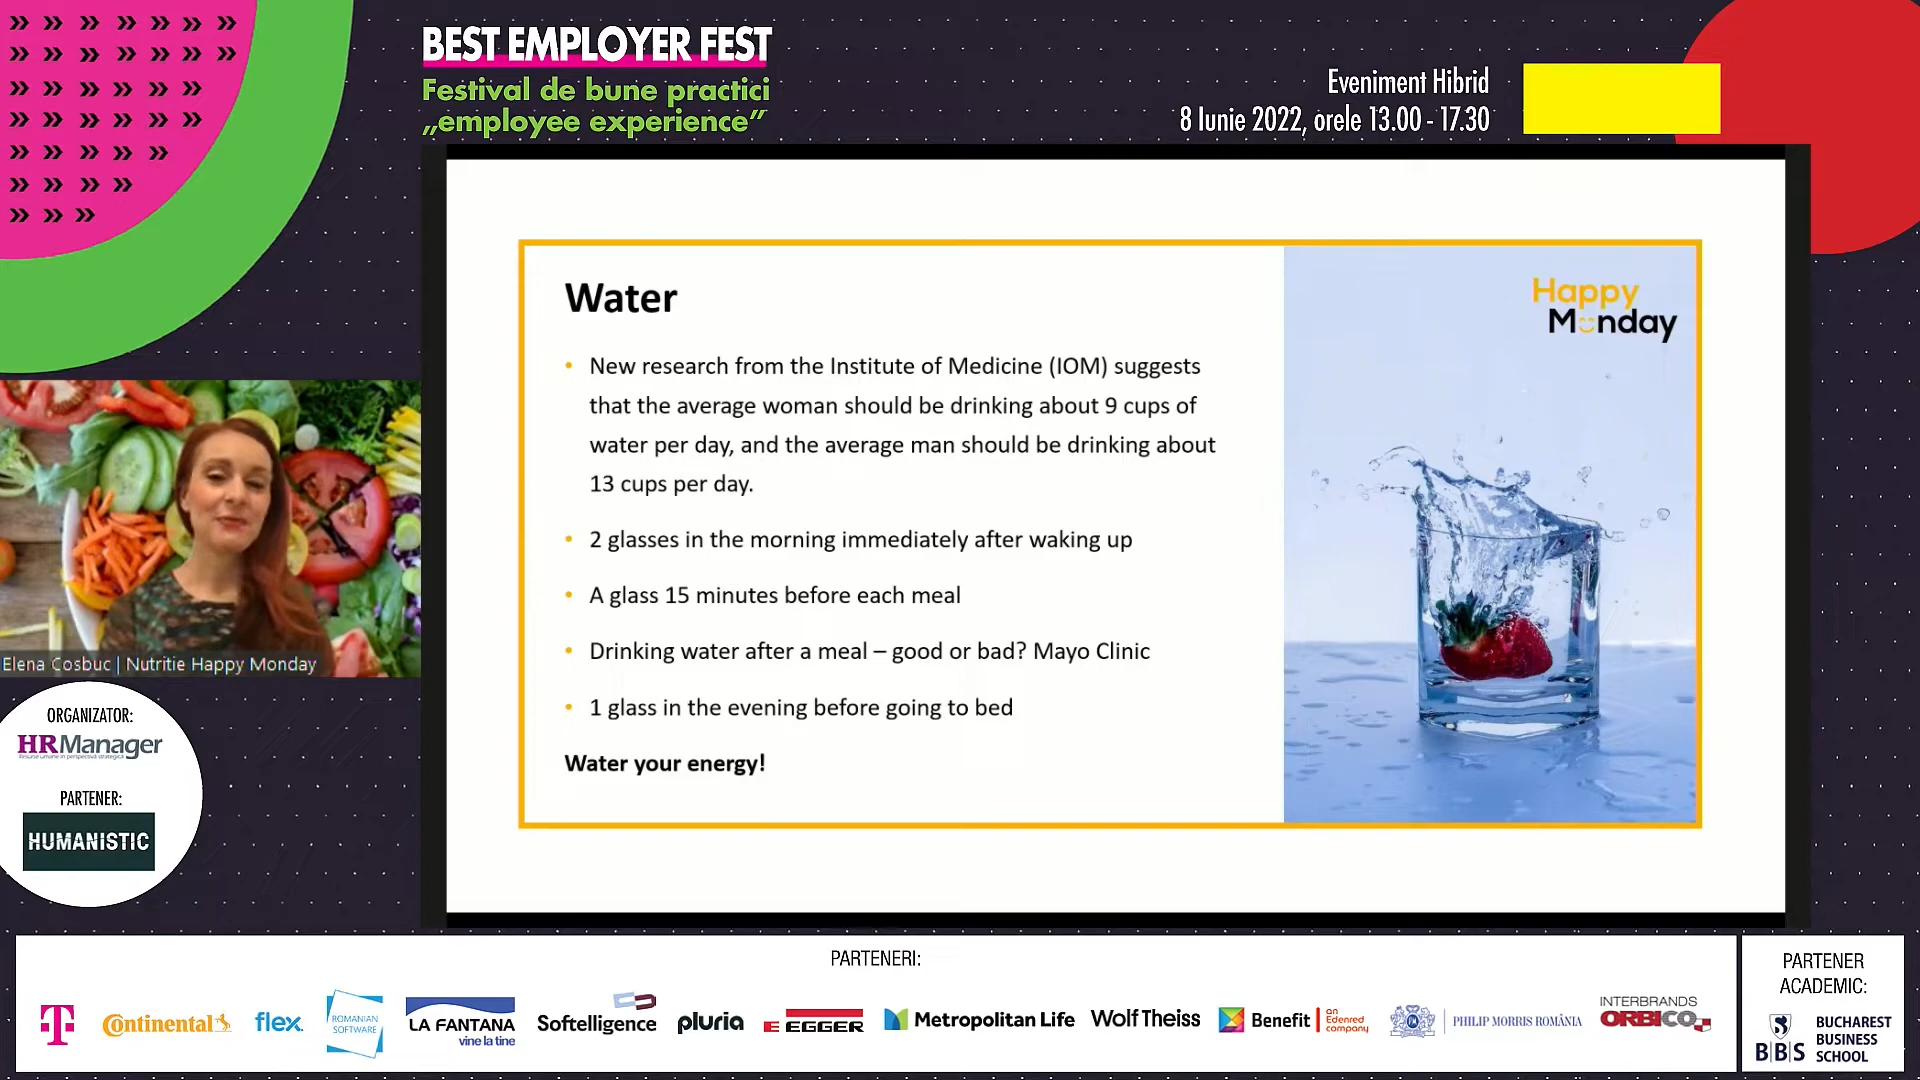 BEST EMPLOYER FEST
Festival de bune practici
„employee experience”
Eveniment Hibrid
8 Iunie 2022, orele 13.00 - 17.30
Happy
Monday
Water
• New research from the Institute of Medicine (IOM) suggests
that the average woman should be drinking about 9 cups of
water per day, and the average man should be drinking about
13 cups per day.
• 2 glasses in the morning immediately after waking up
• A glass 15 minutes before each meal
• Drinking water after a meal – good or bad? Mayo Clinic
• 1 glass in the evening before going to bed
Water your energy!
Elena Cosbuc | Nutritie Happy Monday
ORGANIZATOR:
HRManager
Resurse umane în perspectivă strategică
PARTENER:
HUMANISTIC
PARTENERI:
T
Continental
flex.
ROMANIAN
SOFTWARE
LA FANTANA
vine la tine
Softelligence
pluria
E EGGER
Metropolitan Life
Wolf Theiss
Benefit
an
Edenred
company
PHILIP MORRIS ROMÂNIA
INTERBRANDS
ORBICO
PARTENER
ACADEMIC:
B|B|S
BUCHAREST
BUSINESS
SCHOOL